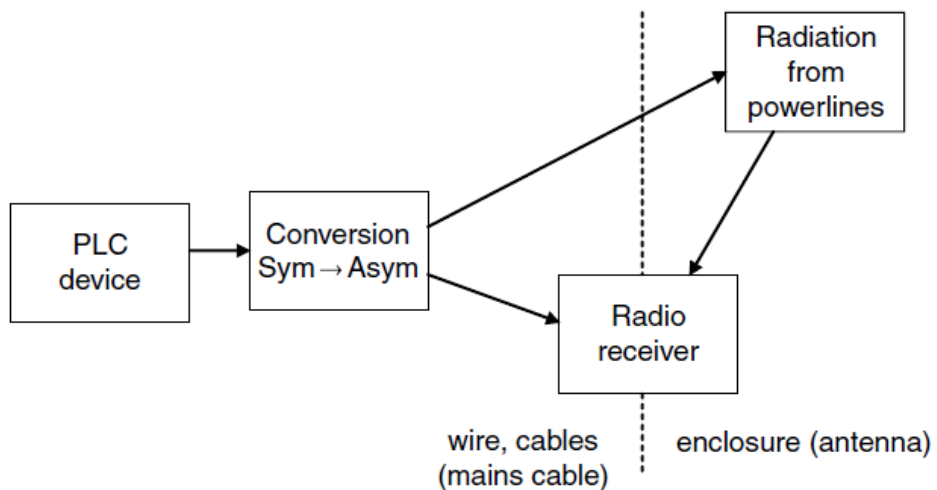 Radiation
from
powerlines
PLC
device
Conversion
Sym→Asym
Radio
receiver
wire, cables
(mains cable)
enclosure (antenna)